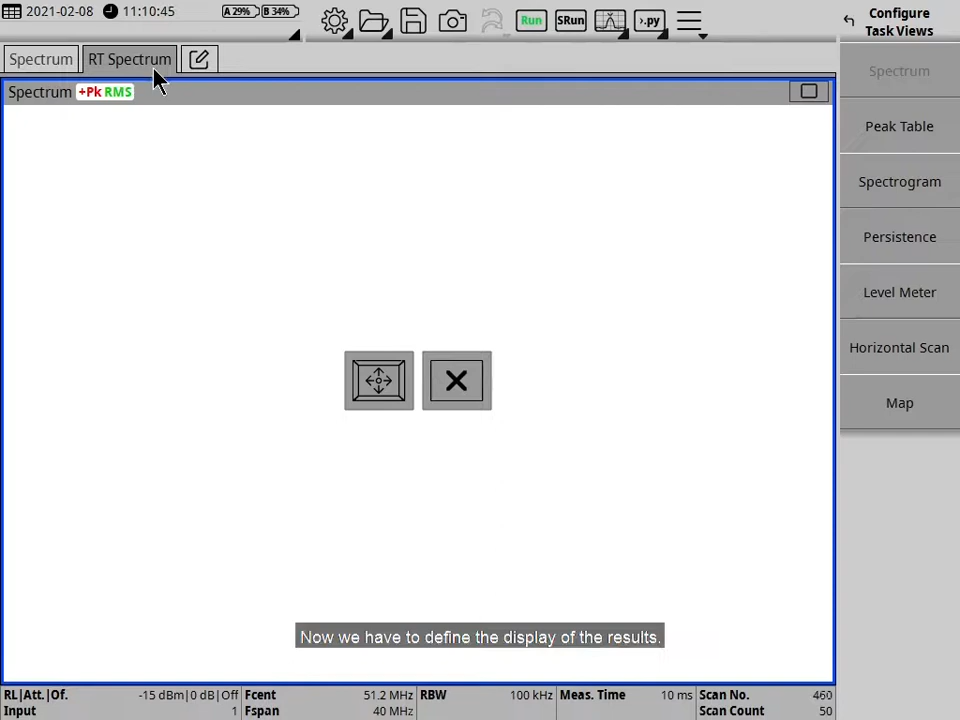 2021-02-08 11:10:45 A 29% B 34% Run SRun >.py
Configure
Task Views
Spectrum RT Spectrum
Spectrum +Pk RMS
Spectrum
Peak Table
Spectrogram
Persistence
Level Meter
Horizontal Scan
Map
Now we have to define the display of the results.
RL|Att.|Of. -15 dBm|0 dB|Off Fcent 51.2 MHz RBW 100 kHz Meas. Time 10 ms Scan No. 460
Input 1 Fspan 40 MHz Scan Count 50